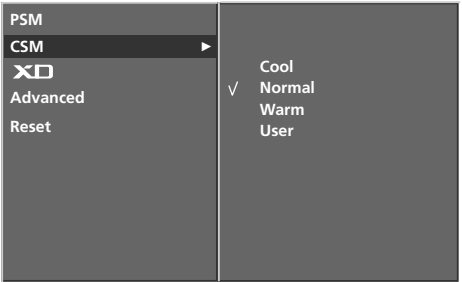 PSM
CSM
XD
Advanced
Reset
Cool
Normal
Warm
User